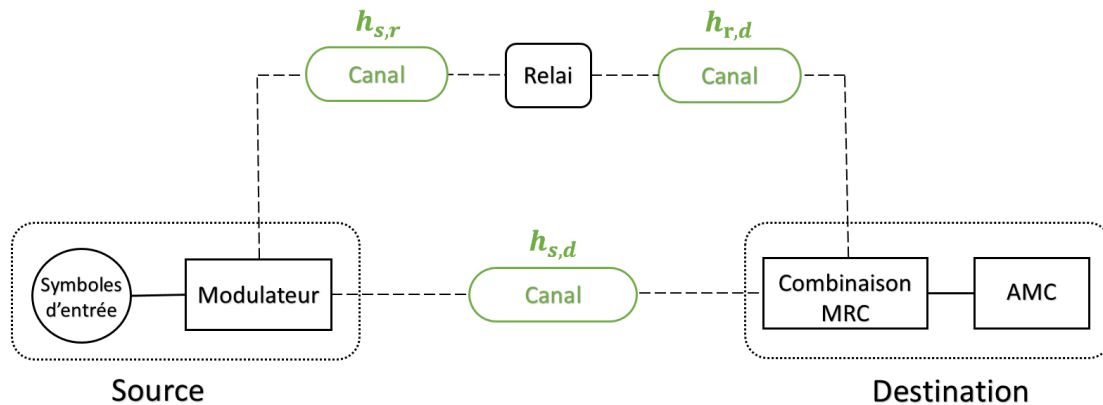 h_{s,r}
h_{r,d}
Canal
Relai
Canal
h_{s,d}
Symboles
d'entrée
Modulateur
Canal
Combinaison
MRC
AMC
Source
Destination